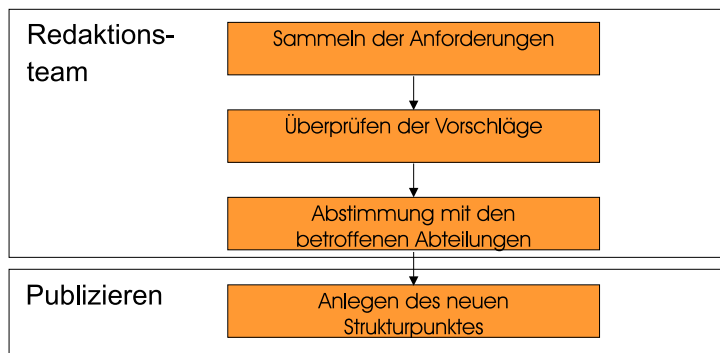 Redaktions-
team
Sammeln der Anforderungen
Überprüfen der Vorschläge
Abstimmung mit den
betroffenen Abteilungen
Publizieren
Anlegen des neuen
Strukturpunktes